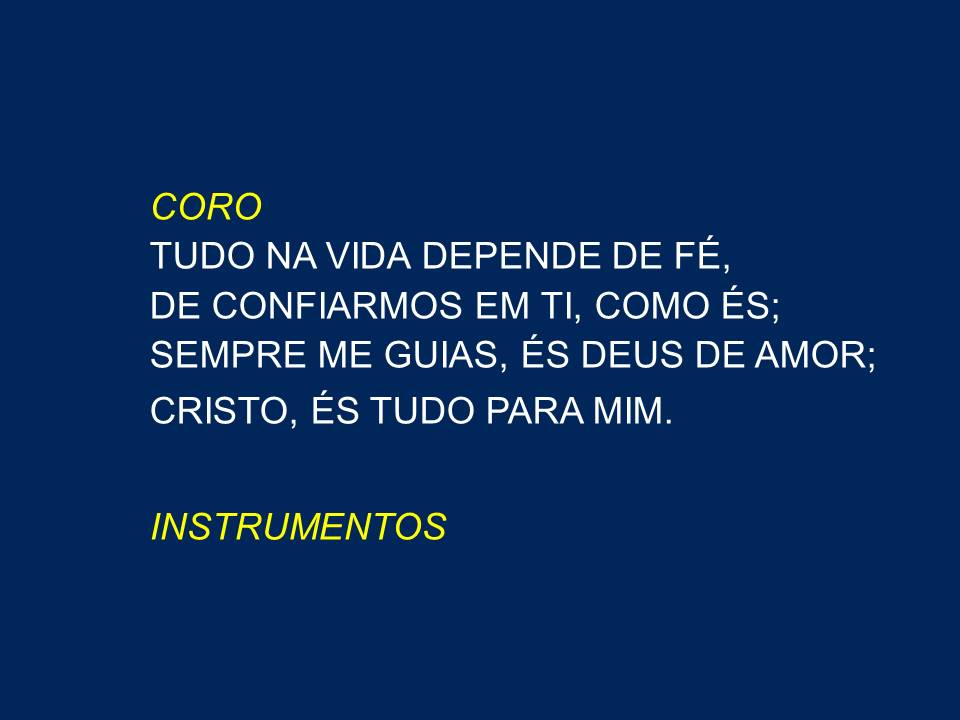 CORO
TUDO NA VIDA DEPENDE DE FÉ,
DE CONFIARMOS EM TI, COMO ÉS;
SEMPRE ME GUIAS, ÉS DEUS DE AMOR;
CRISTO, ÉS TUDO PARA MIM.
INSTRUMENTOS